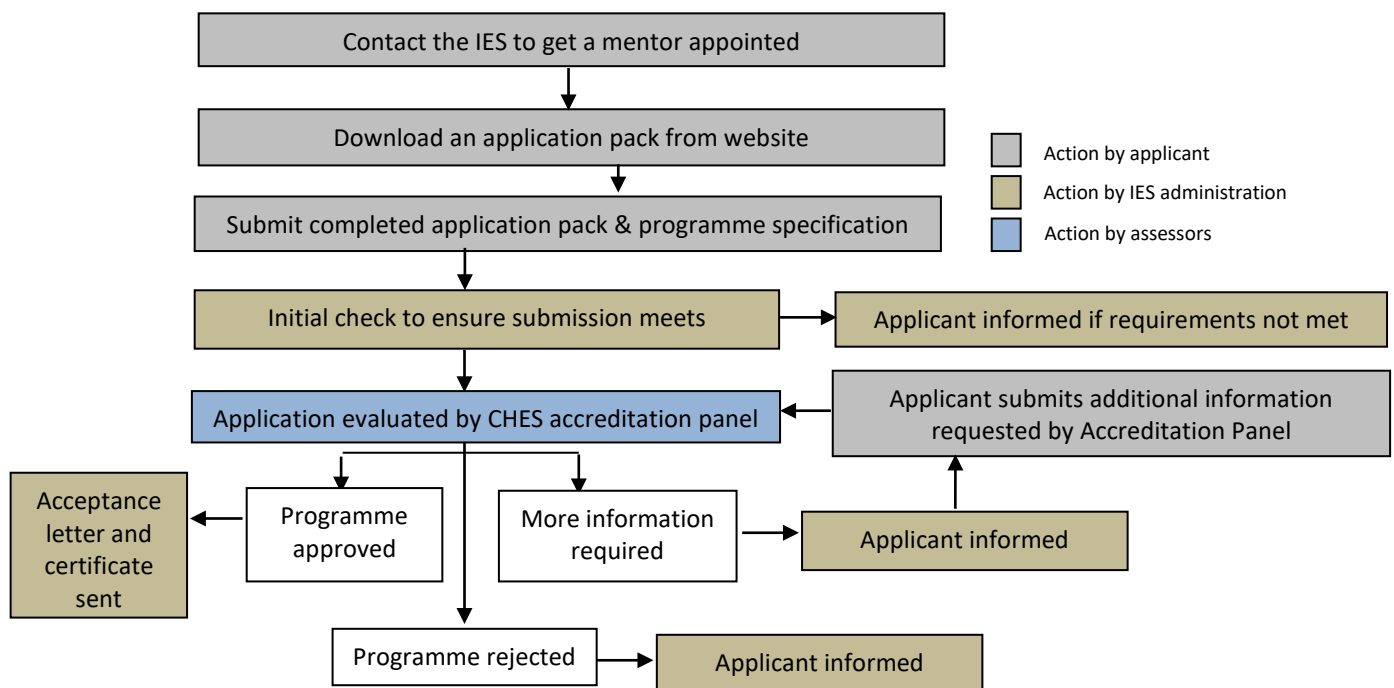 Contact the IES to get a mentor appointed
Download an application pack from website
Action by applicant
Action by IES administration
Action by assessors
Submit completed application pack & programme specification
Initial check to ensure submission meets
Applicant informed if requirements not met
Application evaluated by CHES accreditation panel
Applicant submits additional information
requested by Accreditation Panel
Acceptance
letter and
certificate
sent
Programme
approved
More information
required
Applicant informed
Programme rejected
Applicant informed